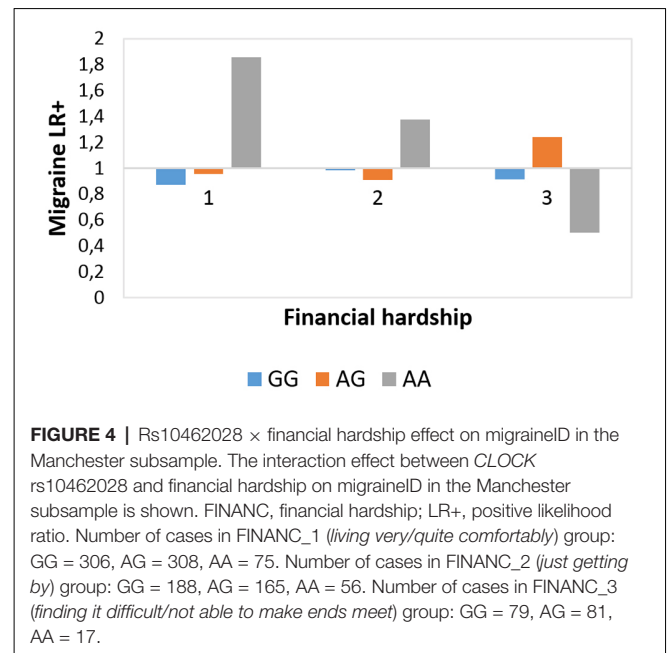 2
1,8
1,6
1,4
1,2
1
0,8
0,6
0,4
0,2
0
Migraine LR+
1 2 3
Financial hardship
GG AG AA
FIGURE 4 | Rs10462028 × financial hardship effect on migraineID in the
Manchester subsample. The interaction effect between CLOCK
rs10462028 and financial hardship on migraineID in the Manchester
subsample is shown. FINANC, financial hardship; LR+, positive likelihood
ratio. Number of cases in FINANC_1 (living very/quite comfortably) group:
GG = 306, AG = 308, AA = 75. Number of cases in FINANC_2 (just getting
by) group: GG = 188, AG = 165, AA = 56. Number of cases in FINANC_3
(finding it difficult/not able to make ends meet) group: GG = 79, AG = 81,
AA = 17.